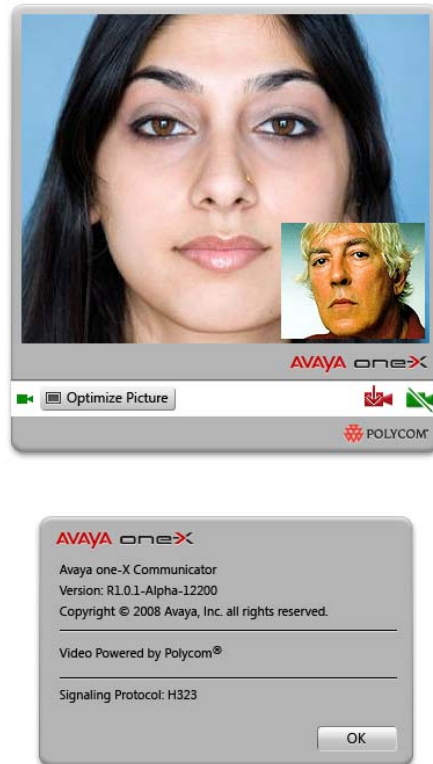 AVAYA one-X
Optimize Picture
POLYCOM
AVAYA one-X
Avaya one-X Communicator
Version: R1.0.1-Alpha-12200
Copyright © 2008 Avaya, Inc. all rights reserved.
Video Powered by Polycom®
Signaling Protocol: H323
OK